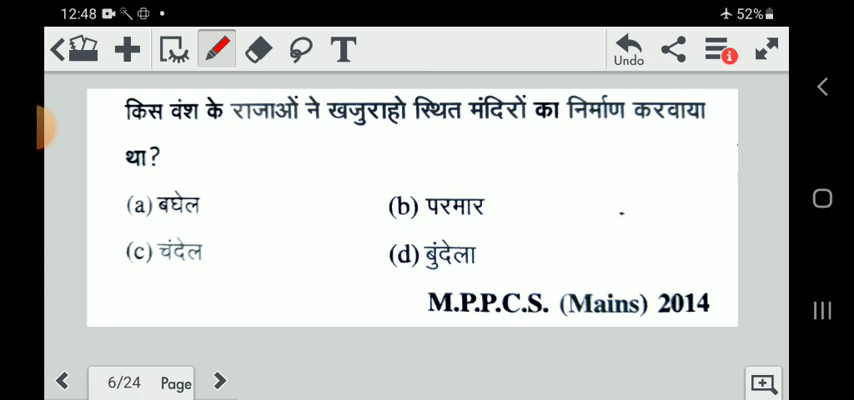 12:48 52%
T Undo
किस वंश के राजाओं ने खजुराहो स्थित मंदिरों का निर्माण करवाया
था?
(a) बघेल (b) परमार
(c) चंदेल (d) बुंदेला
M.P.P.C.S. (Mains) 2014
6/24 Page